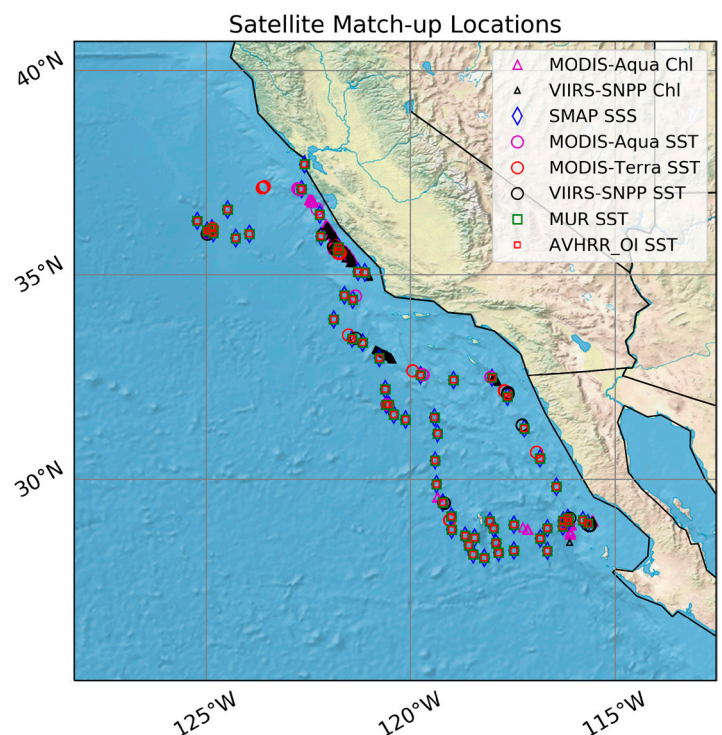 Satellite Match-up Locations
40°N
35°N
30°N
MODIS-Aqua Chl
VIIRS-SNPP Chl
SMAP SSS
MODIS-Aqua SST
MODIS-Terra SST
VIIRS-SNPP SST
MUR SST
AVHRR_OI SST
125°W
120°W
115°W